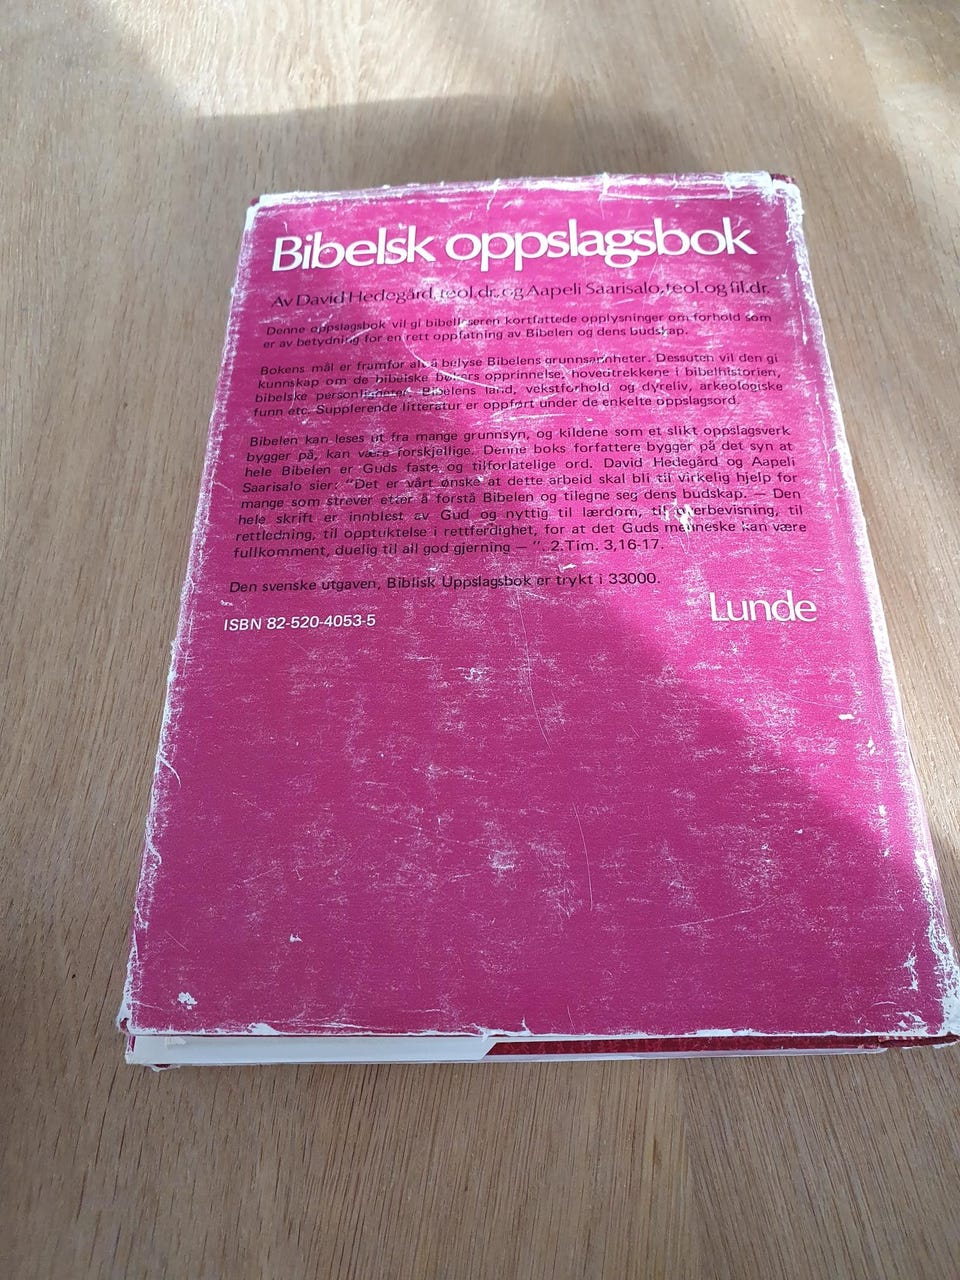 Bibelsk oppslagsbok
Av David Hedegård, teol.dr. og Aapeli Saarisalo, teol.og fil.dr.
Denne oppslagsbok vil gi bibelleseren kortfattede opplysninger om forhold som
er av betydning for en rett oppfatning av Bibelen og dens budskap.
Bokens mål er framfor alt å belyse Bibelens grunnsannheter. Dessuten vil den gi
kunnskap om de bibelske bøkers opprinnelse, hovedtrekkene i bibelhistorien,
bibelske personligheter, Bibelens land, vekstforhold og dyreliv, arkeologiske
funn etc. Supplerende litteratur er oppført under de enkelte oppslagsord.
Bibelen kan leses ut fra mange grunnsyn, og kildene som et slikt oppslagsverk
bygger på, kan være forskjellige. Denne boks forfattere bygger på det syn at
hele Bibelen er Guds faste og tilforlatelige ord. David Hedegård og Aapeli
Saarisalo sier: "Det er vårt ønske at dette arbeid skal bli til virkelig hjelp for
mange som strever etter å forstå Bibelen og tilegne seg dens budskap. — Den
hele skrift er innblest av Gud og nyttig til lærdom, til overbevisning, til
rettledning, til opptuktelse i rettferdighet, for at det Guds menneske kan være
fullkomment, duelig til all god gjerning — ". 2.Tim. 3,16-17.
Den svenske utgaven, Biblisk Uppslagsbok er trykt i 33000.
Lunde
ISBN 82-520-4053-5